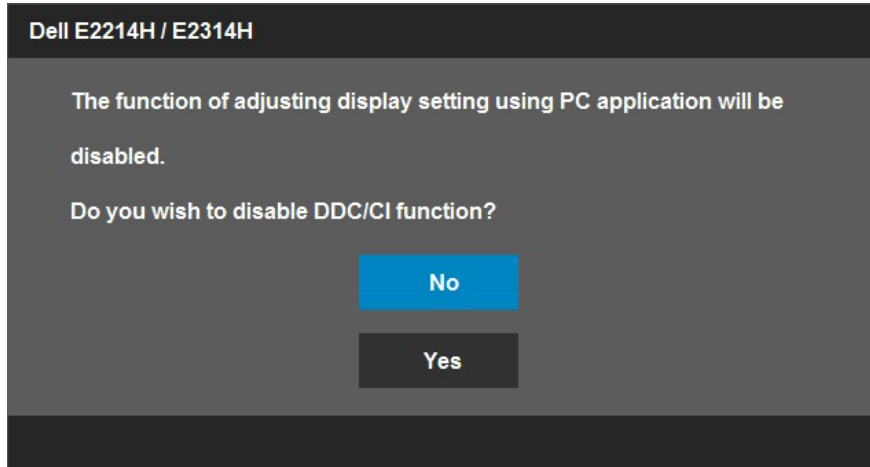 Dell E2214H / E2314H
The function of adjusting display setting using PC application will be
disabled.
Do you wish to disable DDC/CI function?
No
Yes